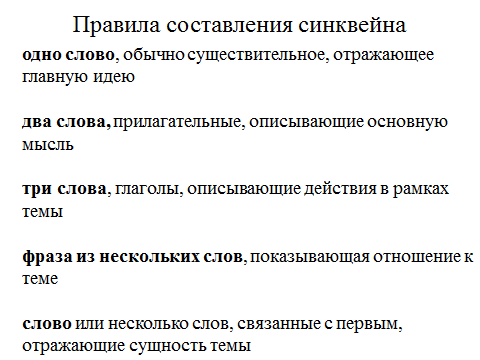 Правила составления синквейна
одно слово, обычно существительное, отражающее
главную идею
два слова, прилагательные, описывающие основную
мысль
три слова, глаголы, описывающие действия в рамках
темы
фраза из нескольких слов, показывающая отношение к
теме
слово или несколько слов, связанные с первым,
отражающие сущность темы